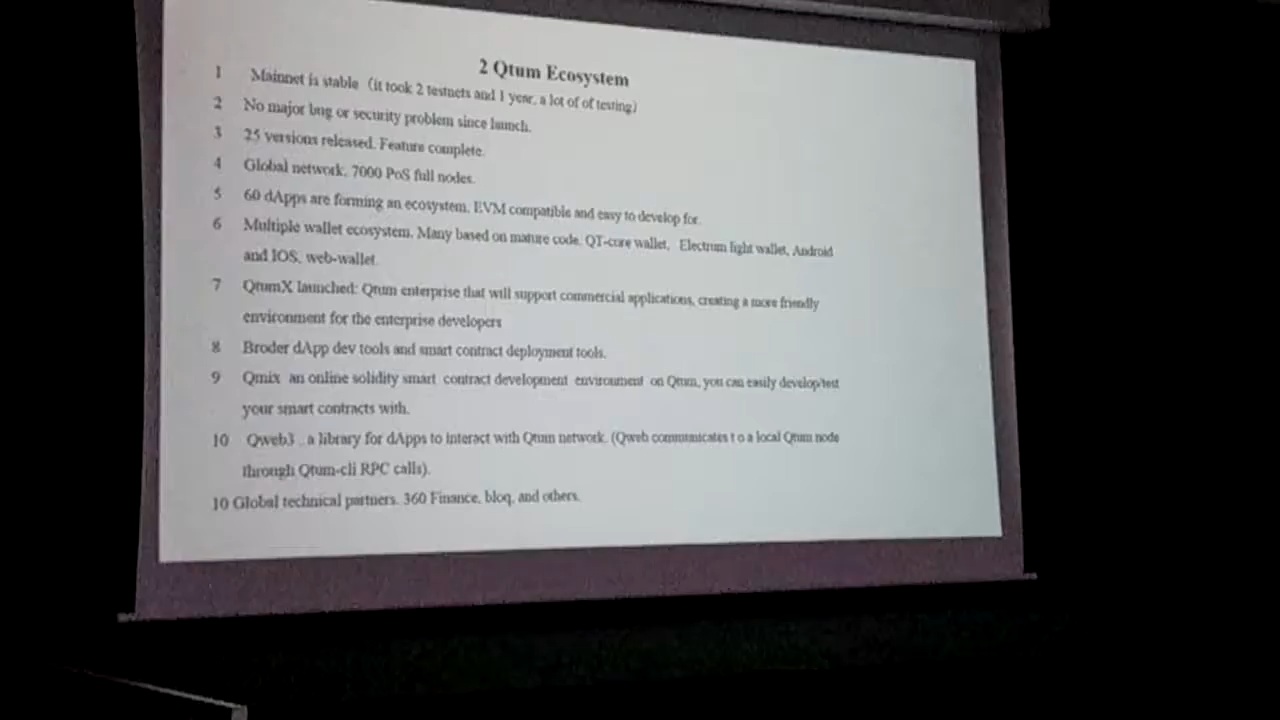 2 Qtum Ecosystem
1 Mainnet is stable (it took 2 testnets and 1 year, a lot of of testing)
2 No major bug or security problem since launch.
3 25 versions released. Feature complete.
4 Global network. 7000 PoS full nodes.
5 60 dApps are forming an ecosystem. EVM compatible and easy to develop for.
6 Multiple wallet ecosystem. Many based on mature code. QT-core wallet, Electrum light wallet, Android
and IOS, web-wallet.
7 QtumX launched: Qtum enterprise that will support commercial applications, creating a more friendly
environment for the enterprise developers
8 Broder dApp dev tools and smart contract deployment tools.
9 Qmix an online solidity smart contract development environment on Qtum, you can easily develop/test
your smart contracts with.
10 Qweb3 . a library for dApps to interact with Qtum network. (Qweb communicates t o a local Qtum node
through Qtum-cli RPC calls).
10 Global technical partners. 360 Finance, bloq, and others.